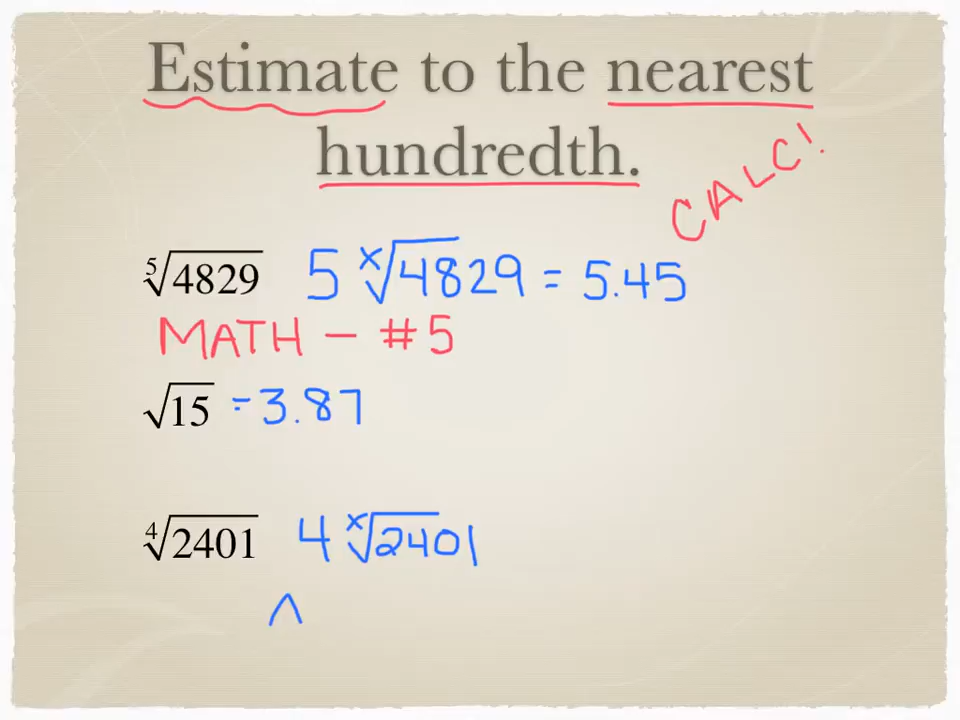 Estimate to the nearest
hundredth.
CALC!
⁵√4829 5 ˣ√4829 = 5.45
MATH - #5
√15 = 3.87
⁴√2401 4 ˣ√2401
^